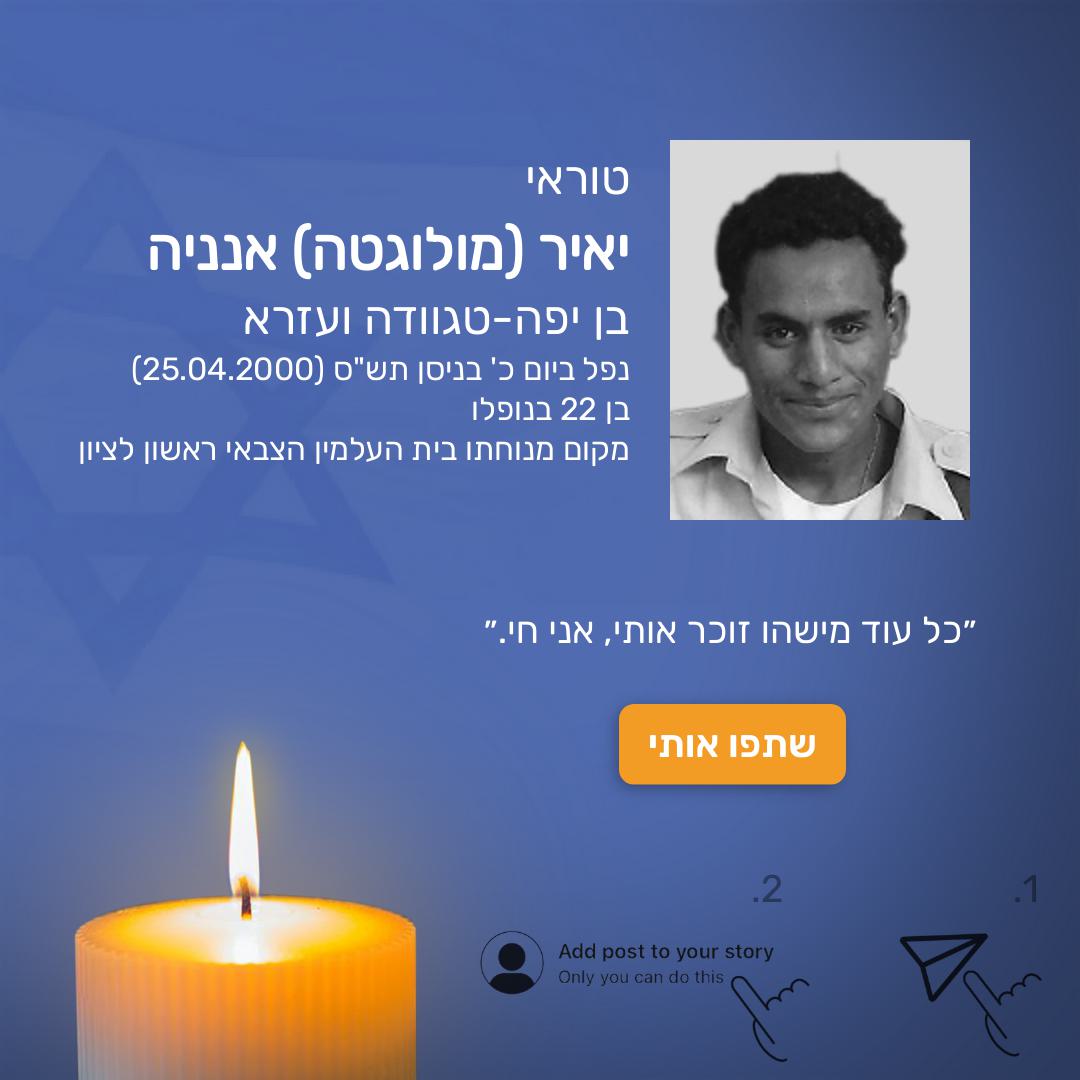 טוראי
יאיר (מולוגטה) אנניה
בן יפה-טגוודה ועזרא
נפל ביום כ' בניסן תש"ס (25.04.2000)
בן 22 בנופלו
מקום מנוחתו בית העלמין הצבאי ראשון לציון
״כל עוד מישהו זוכר אותי, אני חי.״
שתפו אותי
1.
2.
Add post to your story
Only you can do this